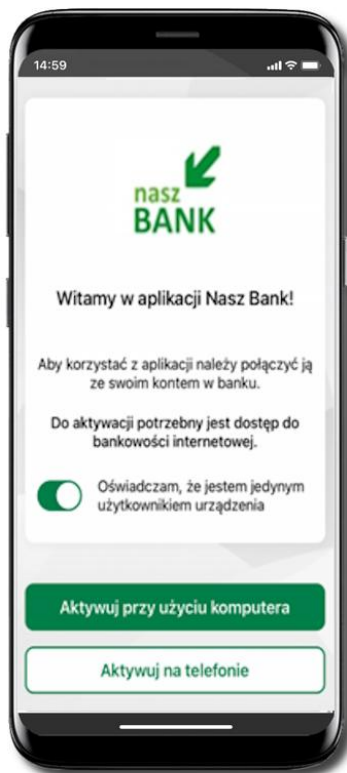 14:59
nasz
BANK
Witamy w aplikacji Nasz Bank!
Aby korzystać z aplikacji należy połączyć ją
ze swoim kontem w banku.
Do aktywacji potrzebny jest dostęp do
bankowości internetowej.
Oświadczam, że jestem jedynym
użytkownikiem urządzenia
Aktywuj przy użyciu komputera
Aktywuj na telefonie